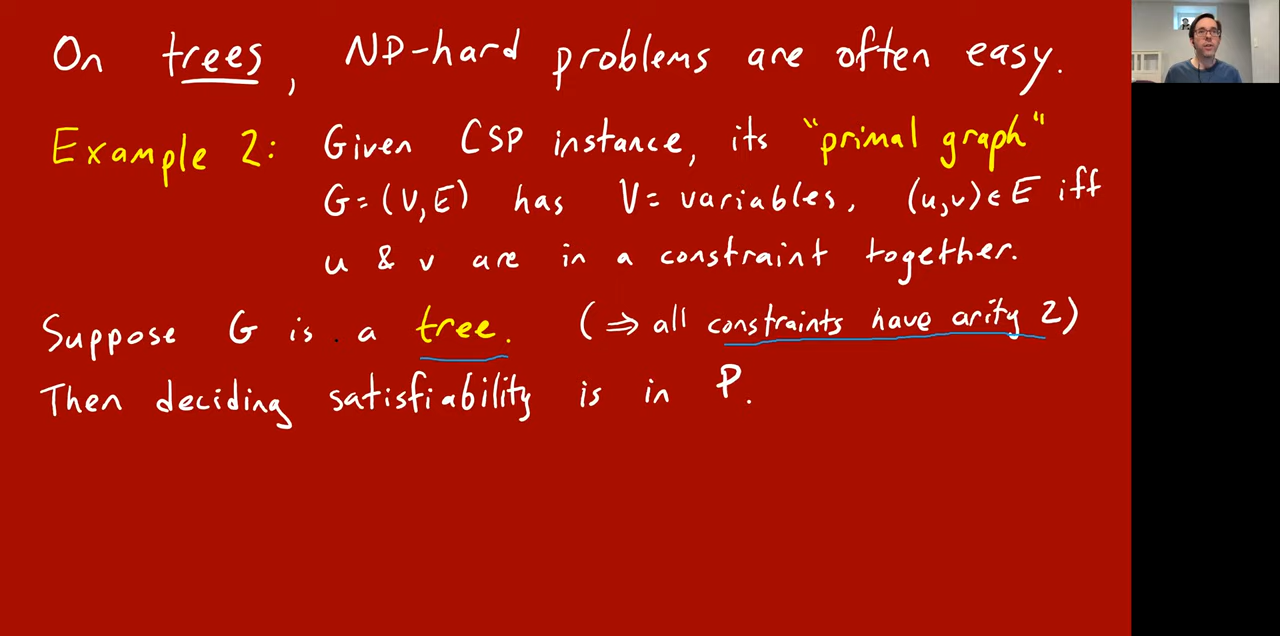 On trees, NP-hard problems are often easy.
Example 2: Given CSP instance, its "primal graph"
G=(V,E) has V= variables, (u,v)∈E iff
u & v are in a constraint together.
Suppose G is a tree. (⇒ all constraints have arity 2)
Then deciding satisfiability is in P.